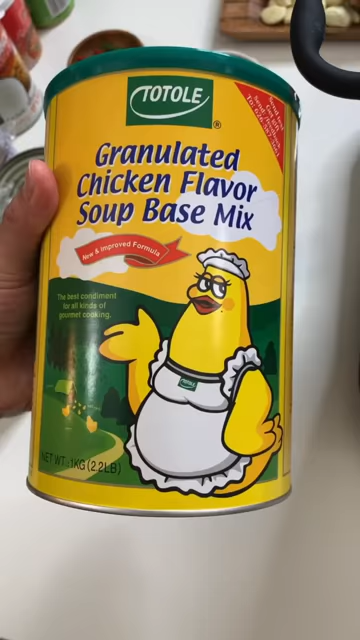 TOTOLE®
Granulated
Chicken Flavor
Soup Base Mix
New & Improved Formula
The best condiment
for all kinds of
gourmet cooking.
TOTOLE
NET WT.:1KG(2.2LB)